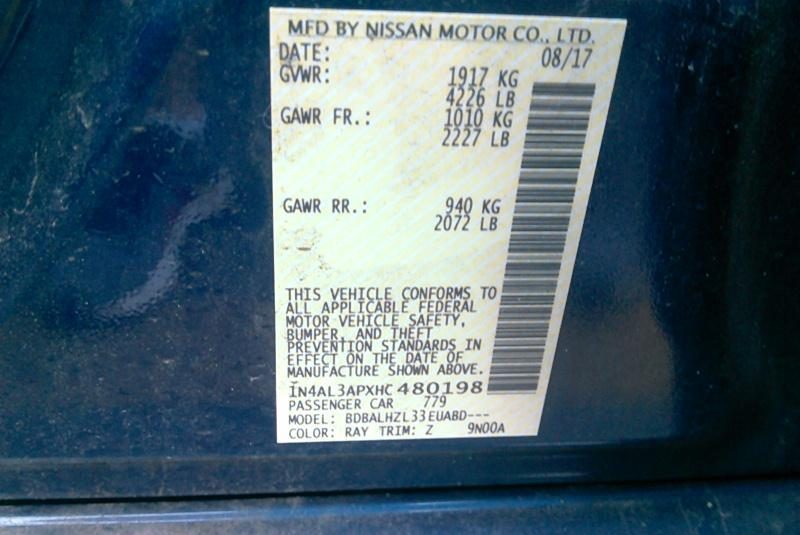 MFD BY NISSAN MOTOR CO., LTD.
DATE: 08/17
GVWR: 1917 KG
4226 LB
GAWR FR.: 1010 KG
2227 LB
GAWR RR.: 940 KG
2072 LB
THIS VEHICLE CONFORMS TO
ALL APPLICABLE FEDERAL
MOTOR VEHICLE SAFETY,
BUMPER, AND THEFT
PREVENTION STANDARDS IN
EFFECT ON THE DATE OF
MANUFACTURE SHOWN ABOVE.
1N4AL3APXHC480198
PASSENGER CAR 779
MODEL: BDBALHZL33EUABD---
COLOR: RAY TRIM: Z 9N00A